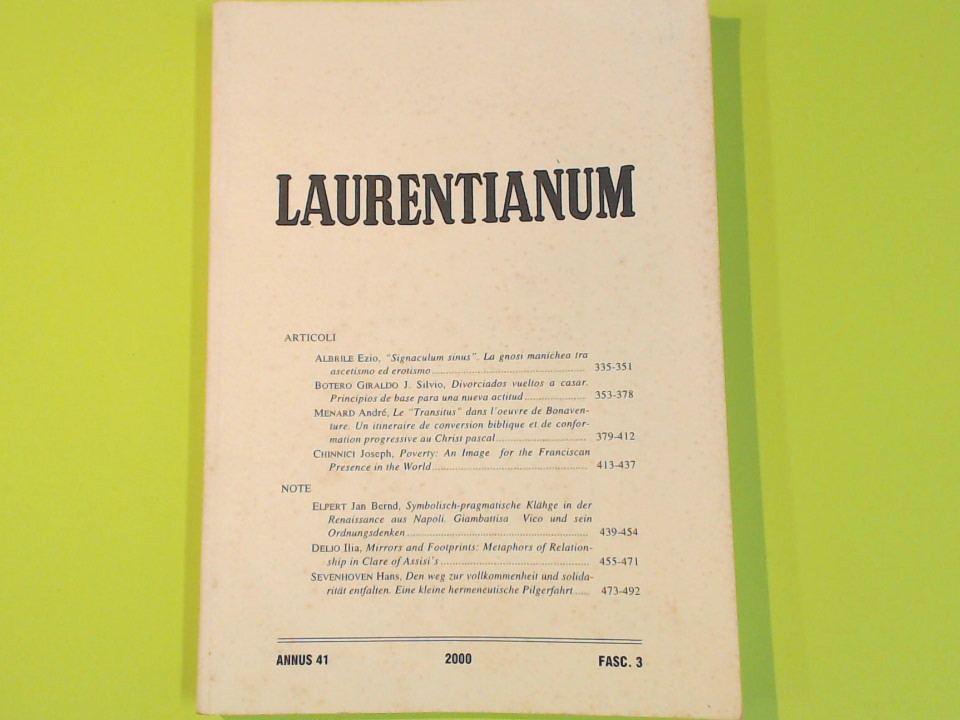 LAURENTIANUM
ARTICOLI
ALBRILE Ezio, "Signaculum sinus". La gnosi manichea tra
ascetismo ed erotismo ........ 335-351
BOTERO GIRALDO J. Silvio, Divorciados vueltos a casar.
Principios de base para una nueva actitud ........ 353-378
MENARD André, Le "Transitus" dans l'oeuvre de Bonaven-
ture. Un itineraire de conversion biblique et de confor-
mation progressive au Christ pascal ........ 379-412
CHINNICI Joseph, Poverty: An Image for the Franciscan
Presence in the World ........ 413-437
NOTE
ELPERT Jan Bernd, Symbolisch-pragmatische Klähge in der
Renaissance aus Napoli. Giambattisa Vico und sein
Ordnungsdenken ........ 439-454
DELIO Ilia, Mirrors and Footprints: Metaphors of Relation-
ship in Clare of Assisi's ........ 455-471
SEVENHOVEN Hans, Den weg zur vollkommenheit und solida-
rität entfalten. Eine kleine hermeneutische Pilgerfahrt ..... 473-492
ANNUS 41 2000 FASC. 3